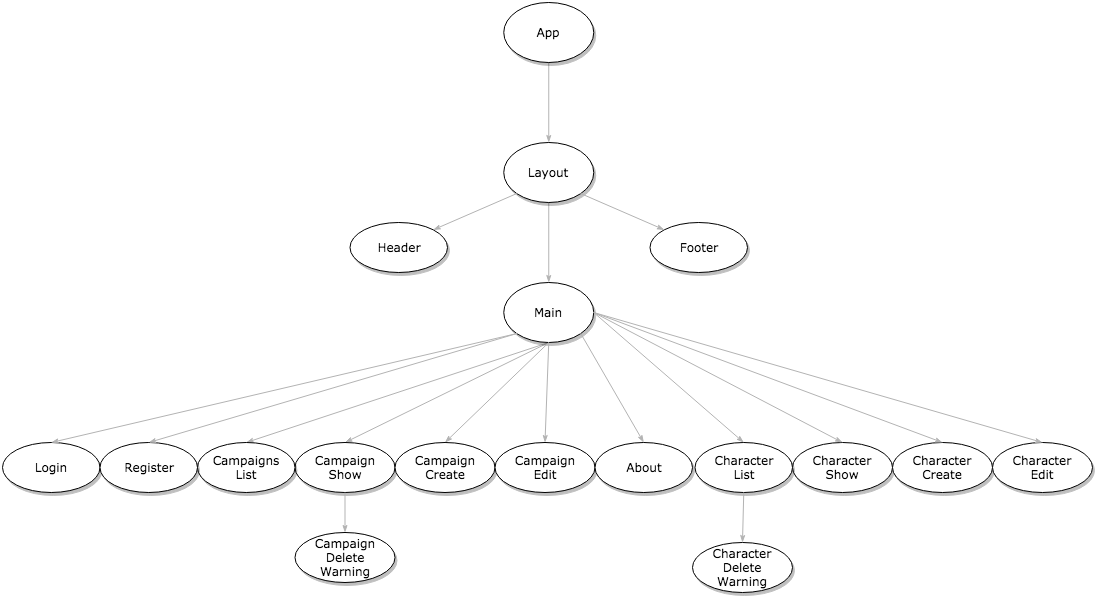 App
Layout
Header
Footer
Main
Login
Register
Campaigns
List
Campaign
Show
Campaign
Create
Campaign
Edit
About
Character
List
Character
Show
Character
Create
Character
Edit
Campaign
Delete
Warning
Character
Delete
Warning